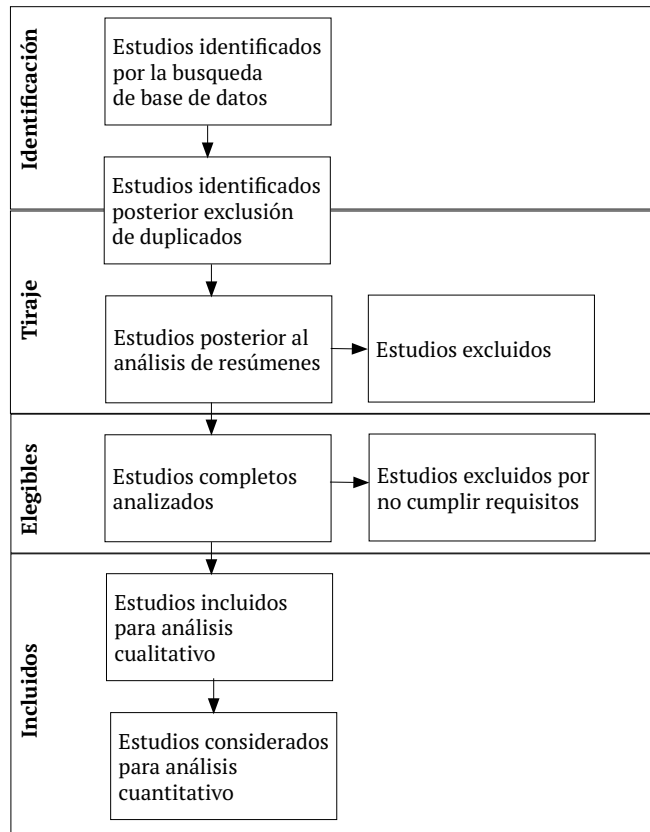 Identificación
Estudios identificados
por la busqueda
de base de datos
Estudios identificados
posterior exclusión
de duplicados
Tiraje
Estudios posterior al
análisis de resúmenes
Estudios excluidos
Elegibles
Estudios completos
analizados
Estudios excluidos por
no cumplir requisitos
Incluidos
Estudios incluidos
para análisis
cualitativo
Estudios considerados
para análisis
cuantitativo